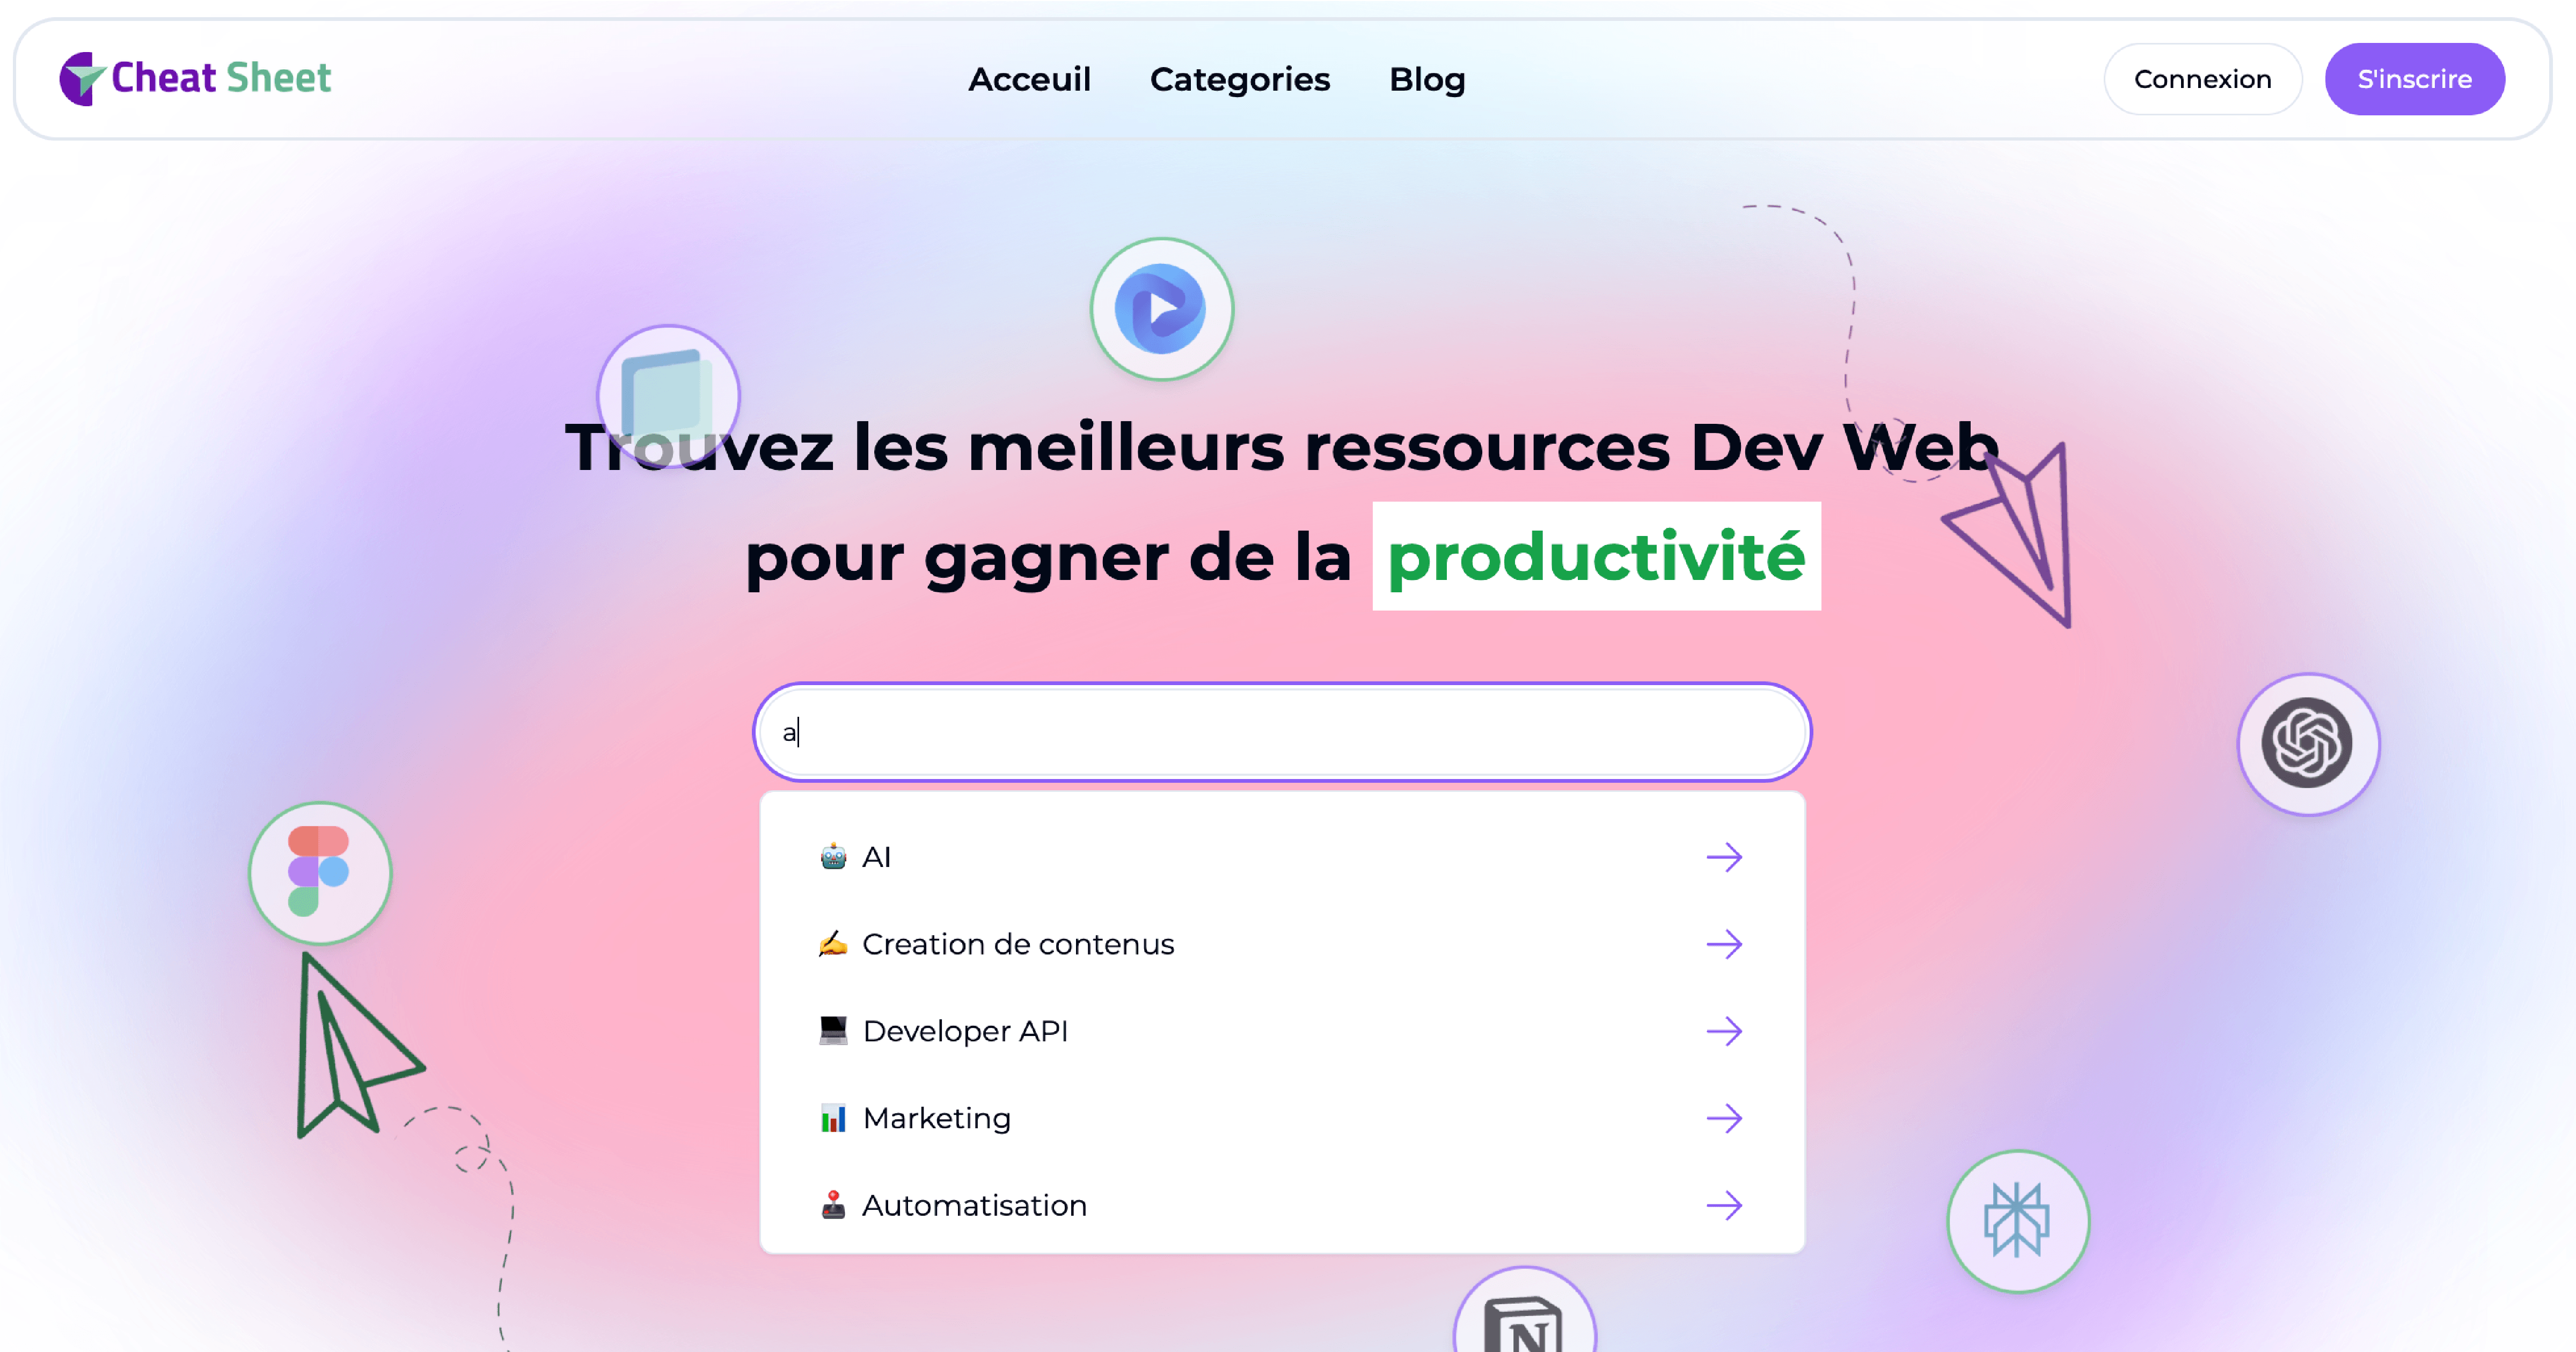 Cheat Sheet
Acceuil
Categories
Blog
Connexion
S'inscrire
Trouvez les meilleurs ressources Dev Web
pour gagner de la productivité
a
AI
Creation de contenus
Developer API
Marketing
Automatisation
N